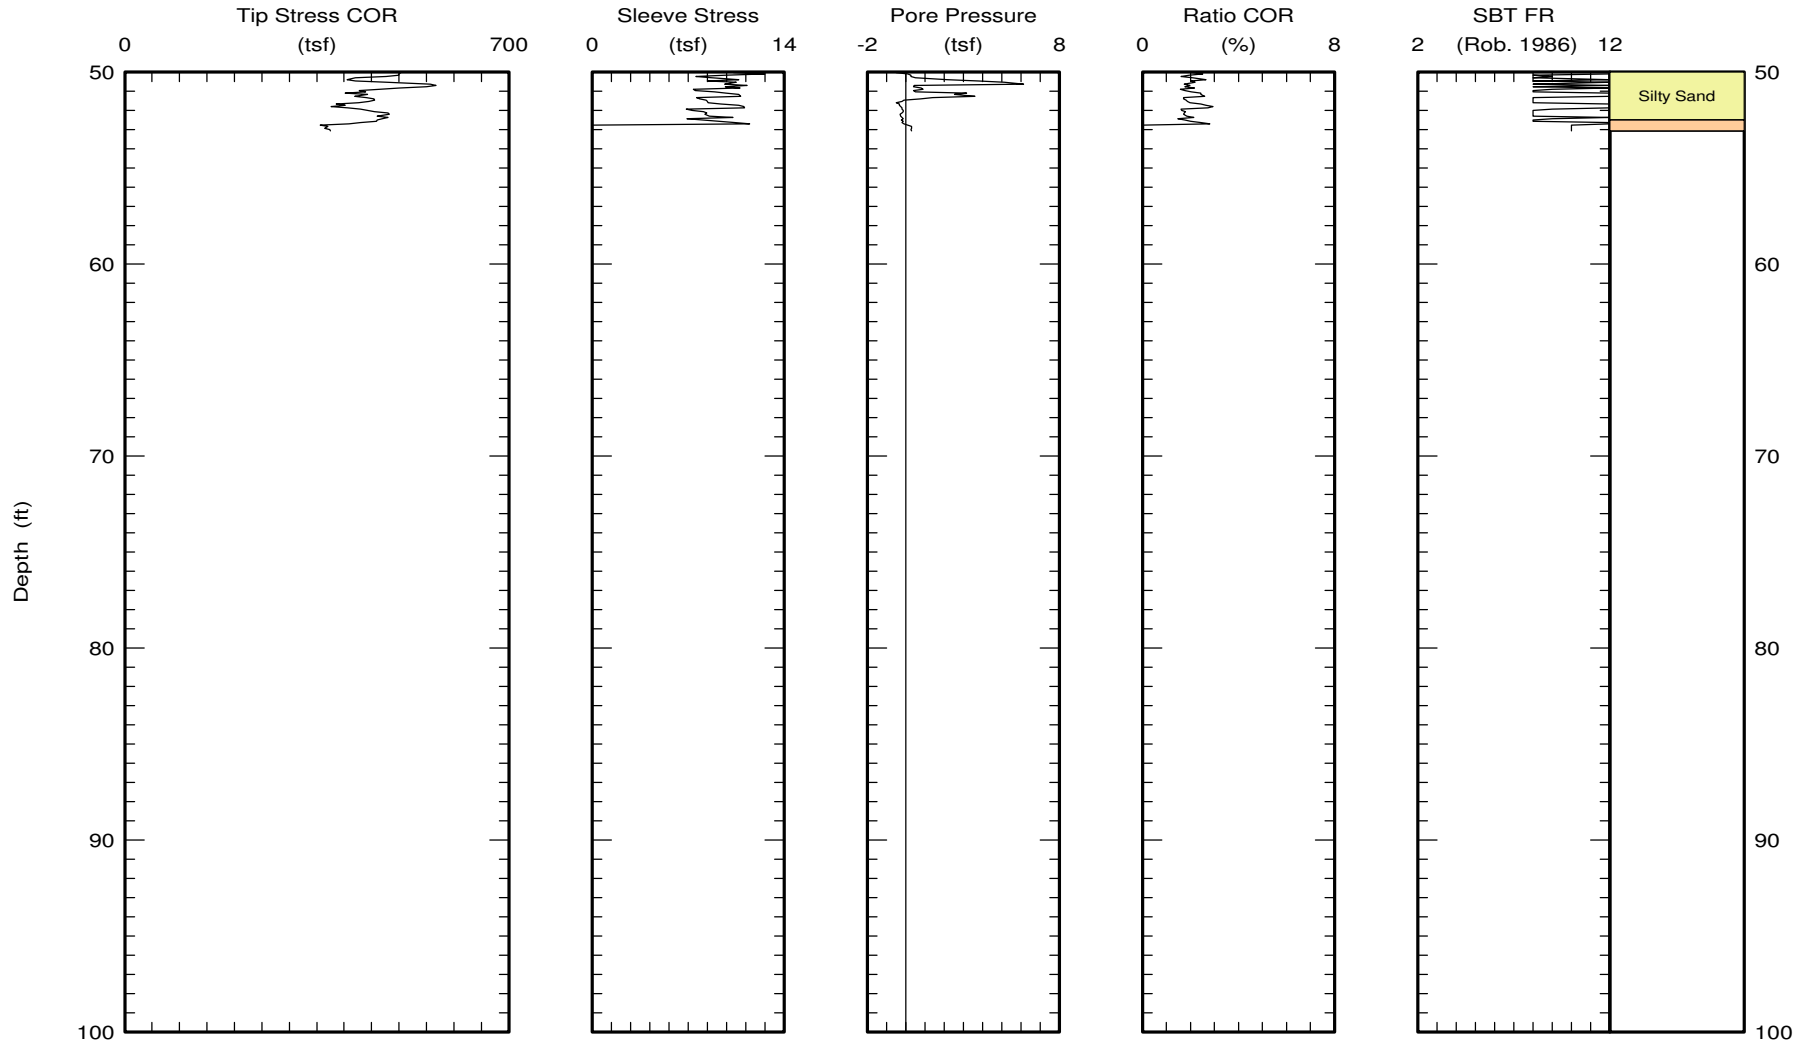 Tip Stress COR Sleeve Stress Pore Pressure Ratio COR SBT FR
0 (tsf) 700 0 (tsf) 14 -2 (tsf) 8 0 (%) 8 2 (Rob. 1986) 12
50 50
Silty Sand
60 60
70 70
Depth (ft)
80 80
90 90
100 100